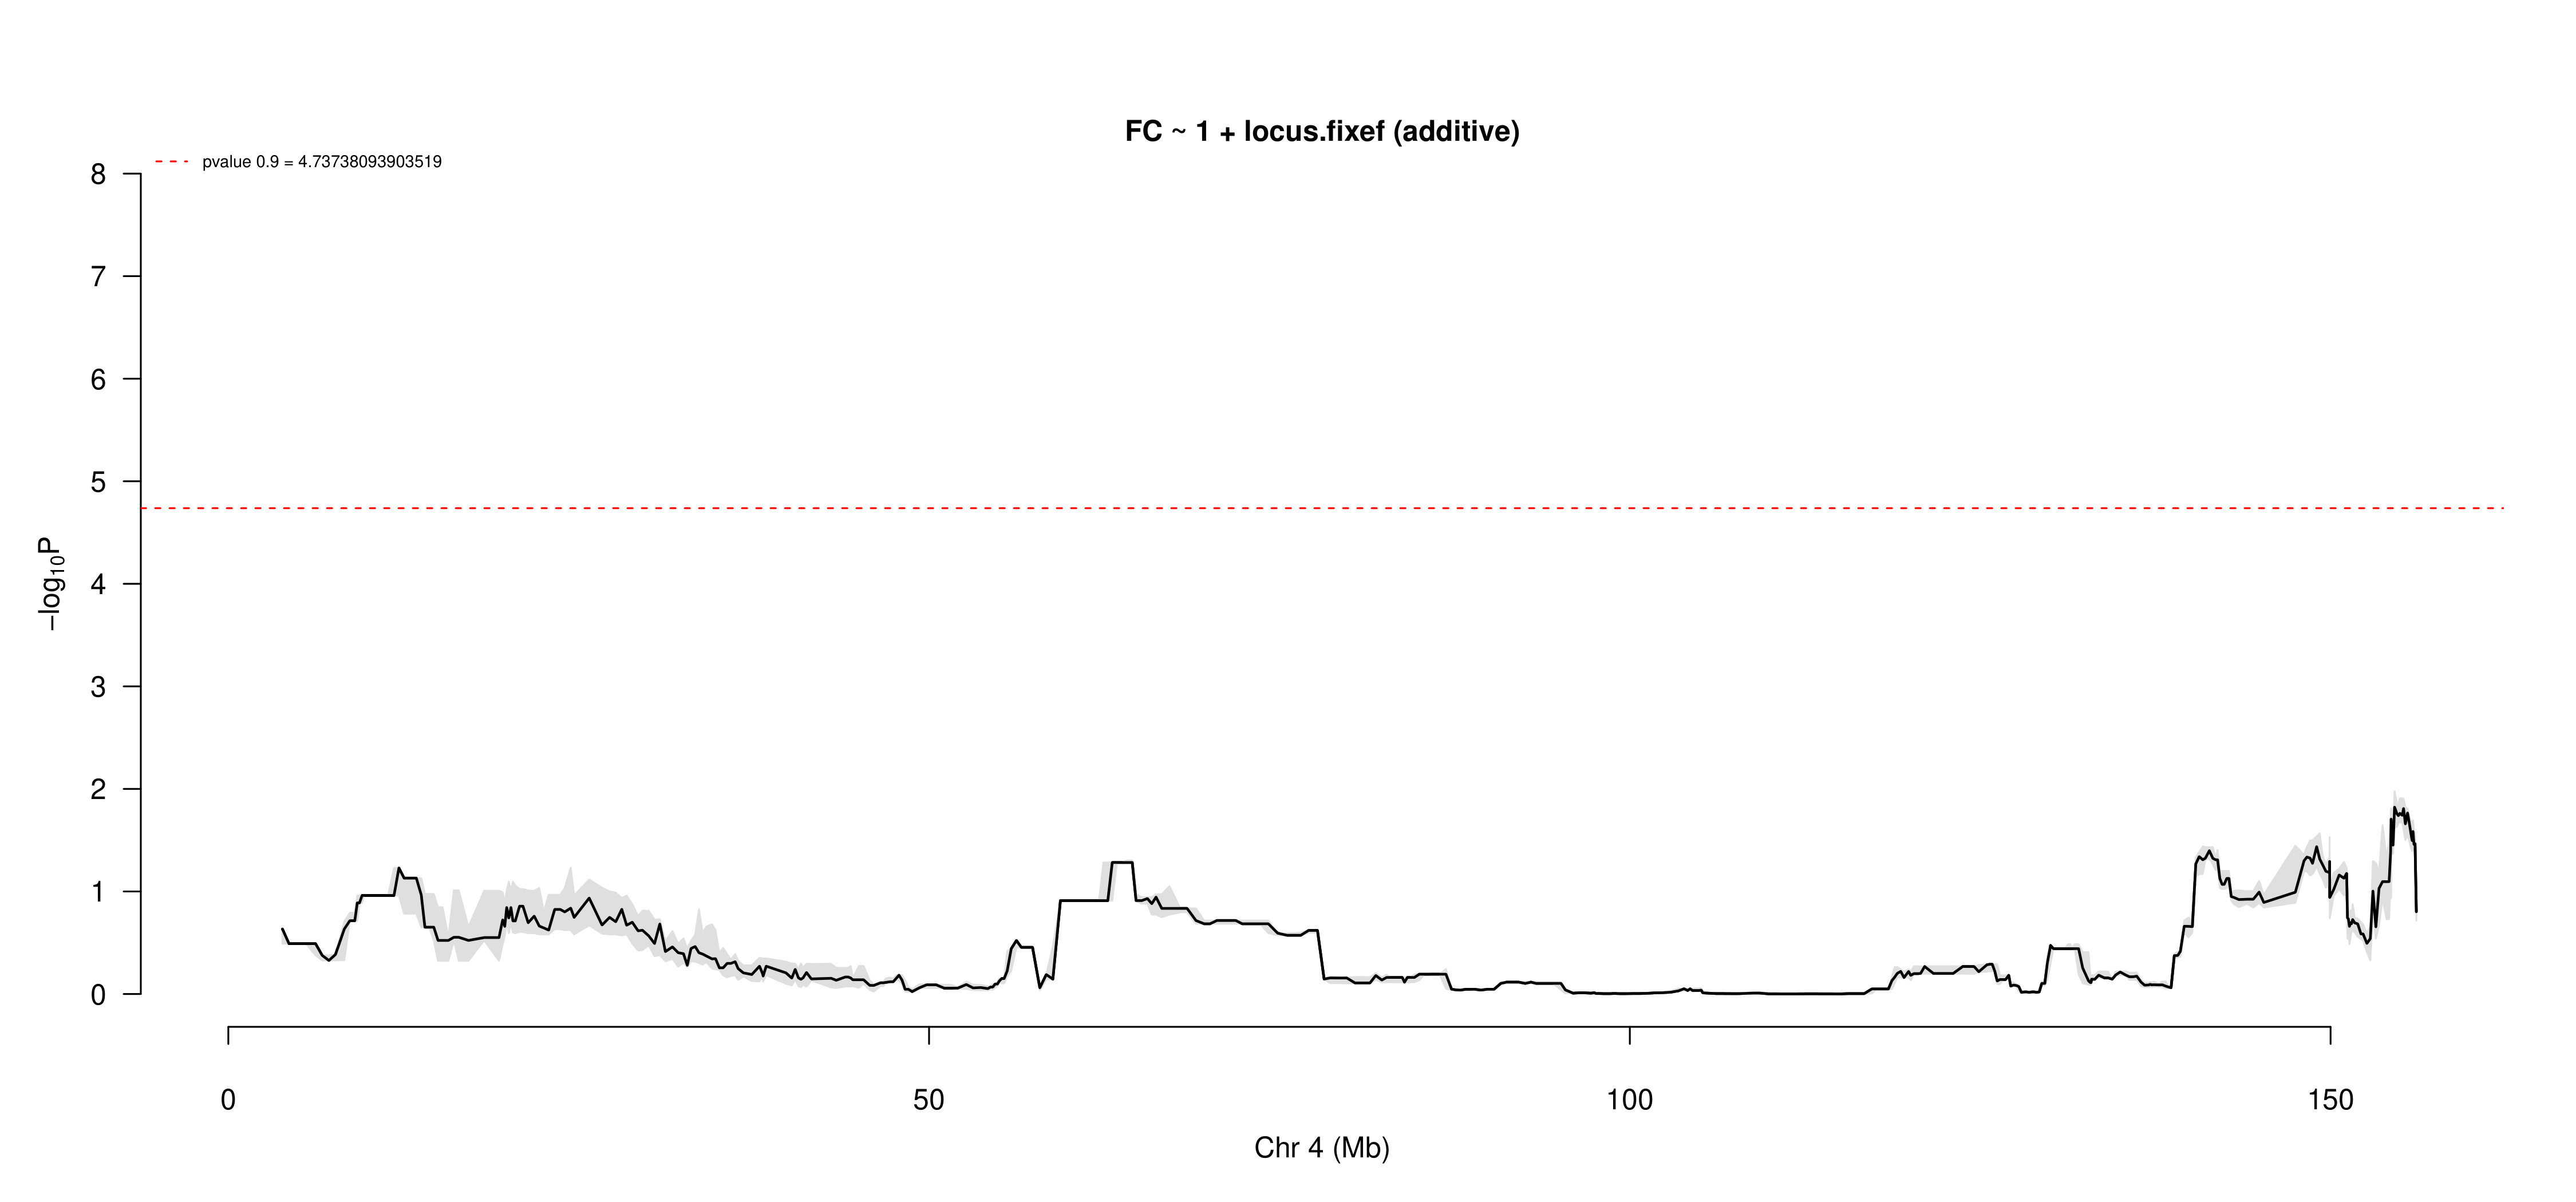 FC ~ 1 + locus.fixef (additive)
pvalue 0.9 = 4.73738093903519
8
7
6
5
4
3
2
1
0
−log10P
0 50 100 150
Chr 4 (Mb)